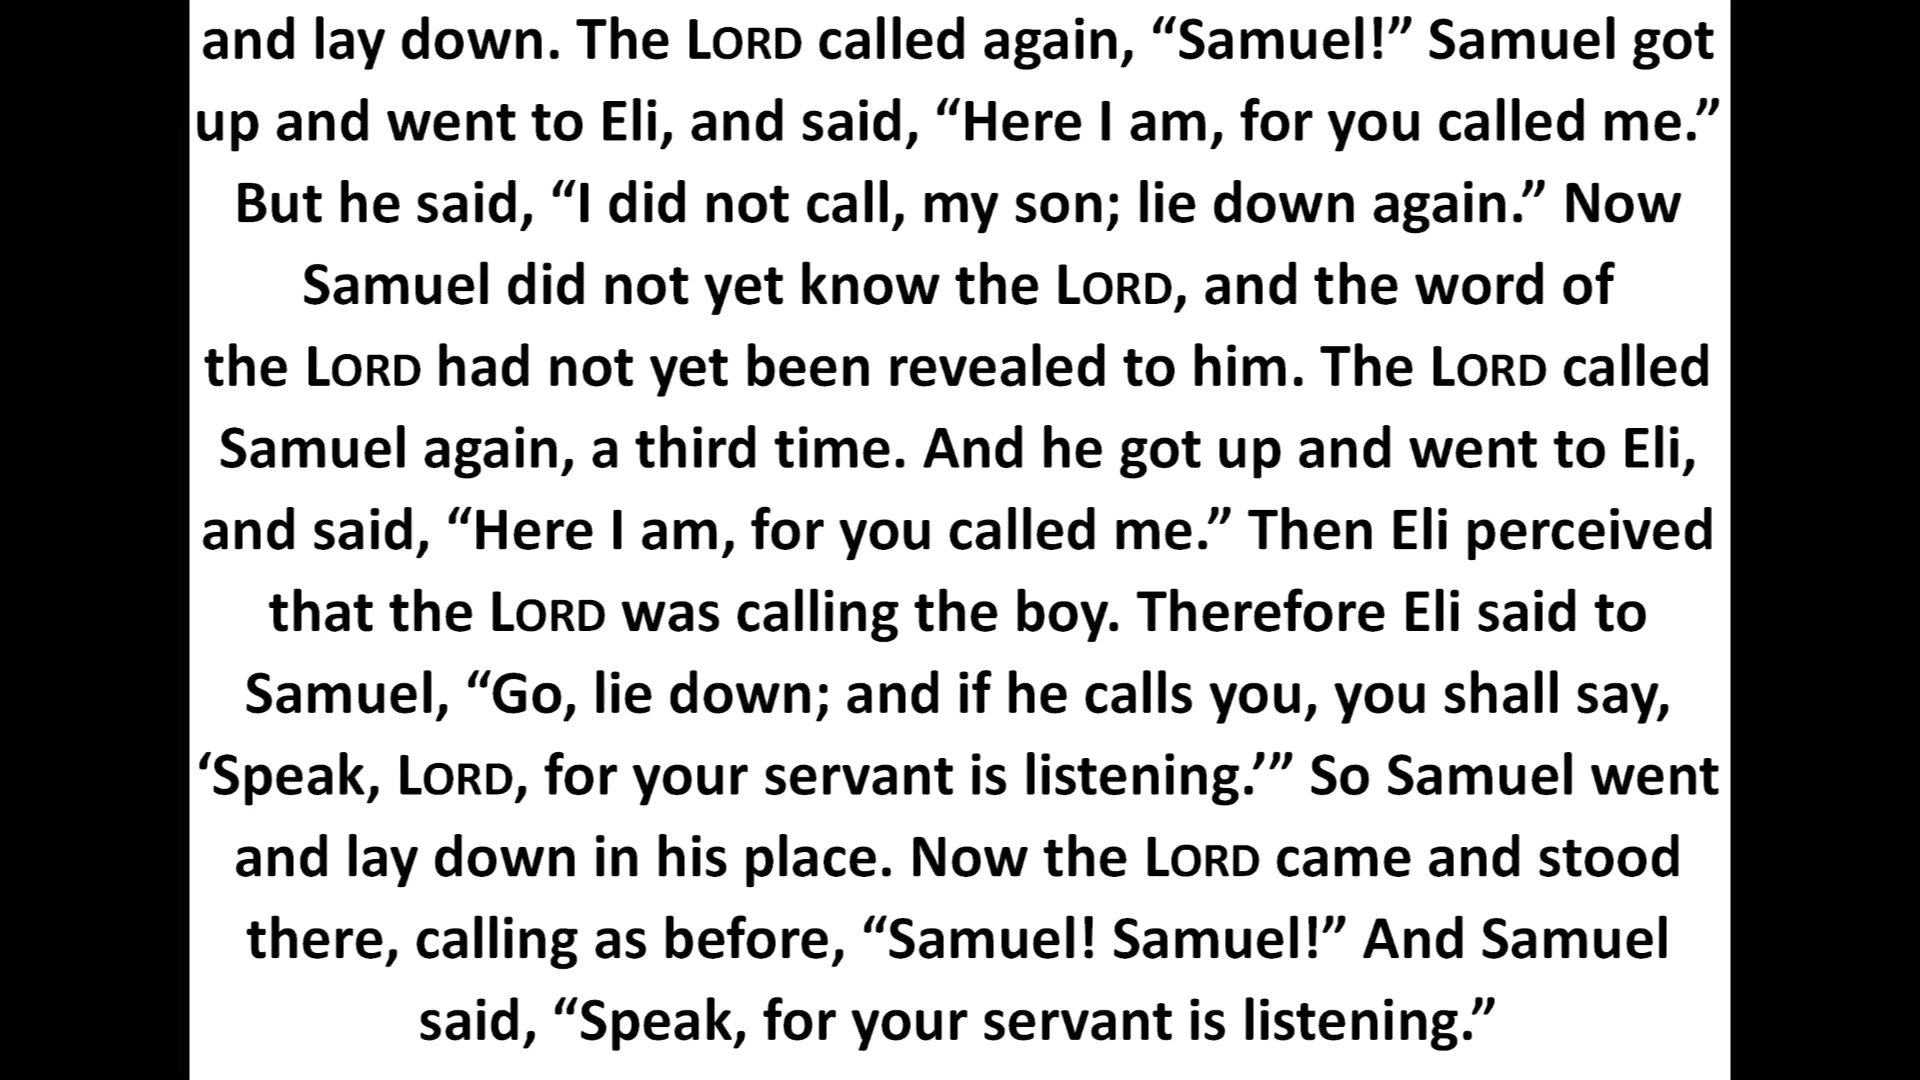 and lay down. The LORD called again, “Samuel!” Samuel got
up and went to Eli, and said, “Here I am, for you called me.”
But he said, “I did not call, my son; lie down again.” Now
Samuel did not yet know the LORD, and the word of
the LORD had not yet been revealed to him. The LORD called
Samuel again, a third time. And he got up and went to Eli,
and said, “Here I am, for you called me.” Then Eli perceived
that the LORD was calling the boy. Therefore Eli said to
Samuel, “Go, lie down; and if he calls you, you shall say,
‘Speak, LORD, for your servant is listening.’” So Samuel went
and lay down in his place. Now the LORD came and stood
there, calling as before, “Samuel! Samuel!” And Samuel
said, “Speak, for your servant is listening.”